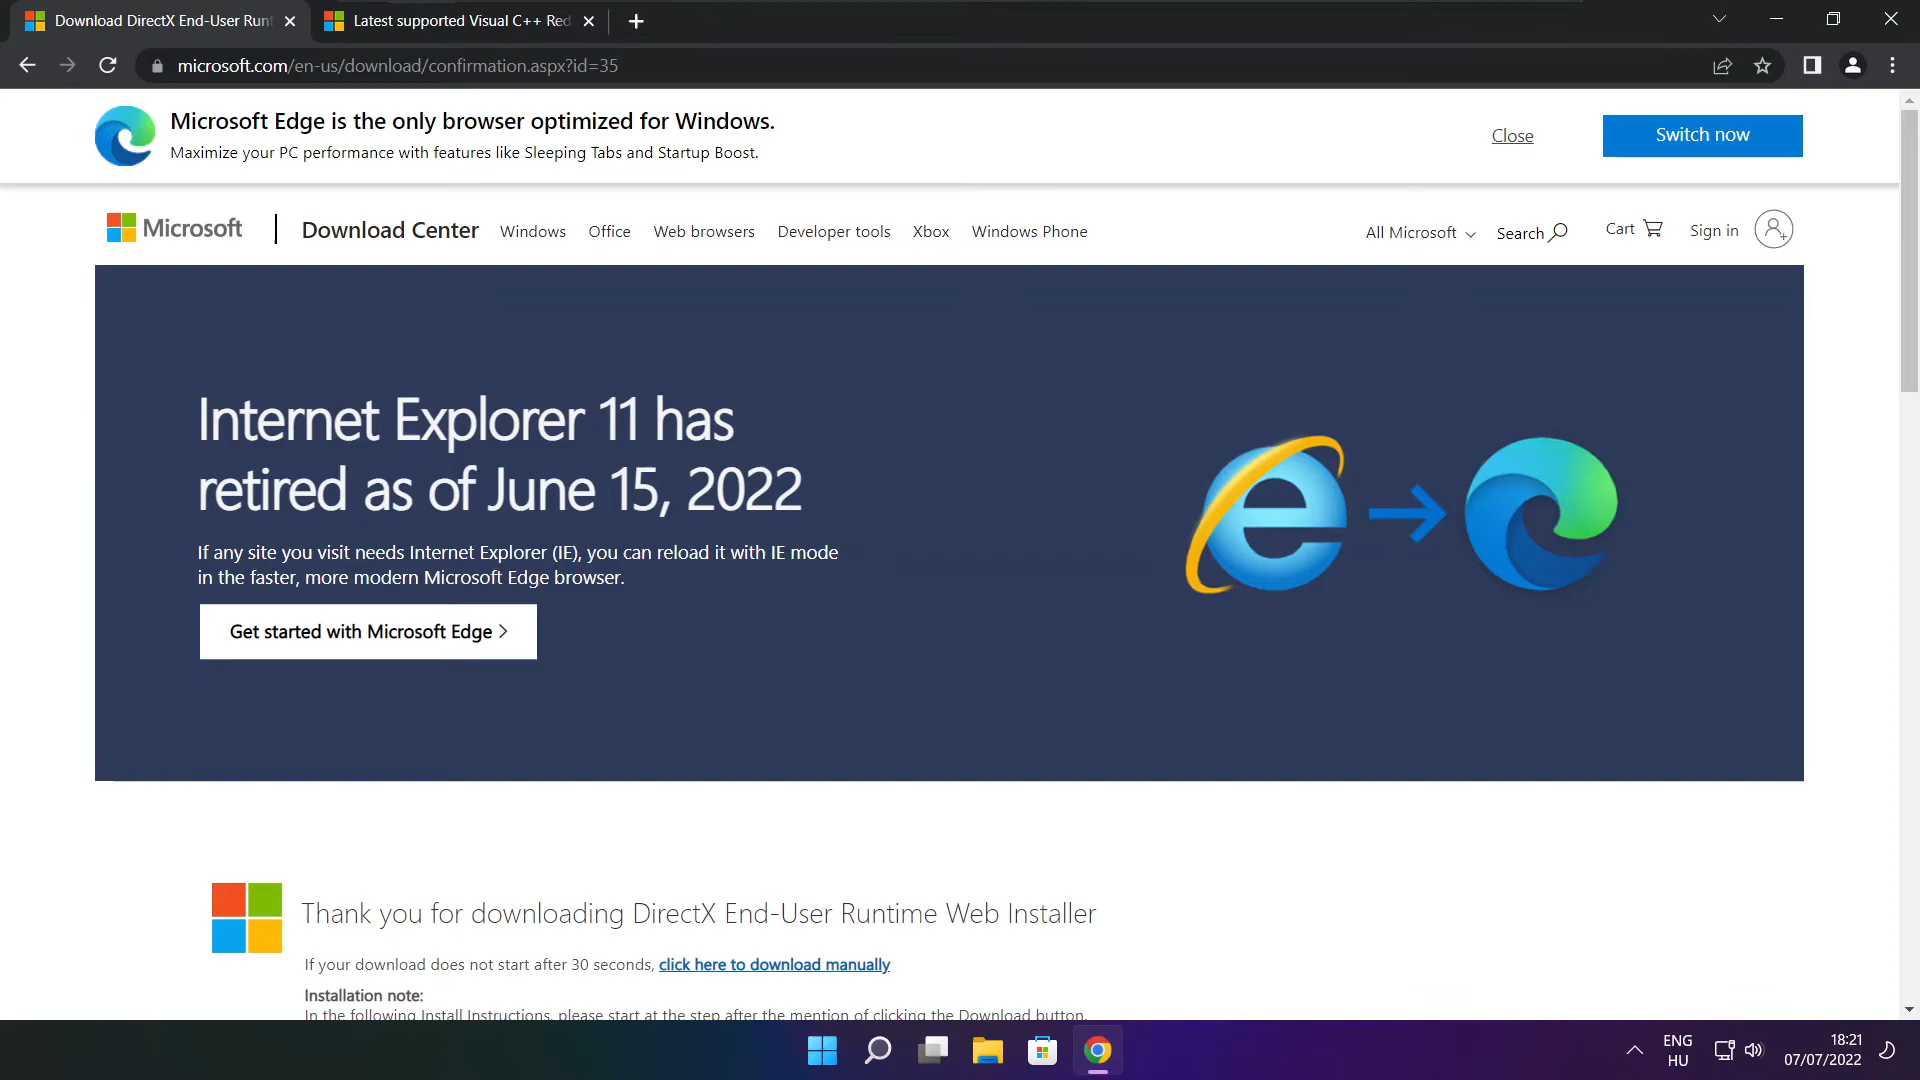 Download DirectX End-User Runt
Latest supported Visual C++ Red
microsoft.com/en-us/download/confirmation.aspx?id=35
Microsoft Edge is the only browser optimized for Windows.
Maximize your PC performance with features like Sleeping Tabs and Startup Boost.
Close
Switch now
Microsoft
Download Center
Windows
Office
Web browsers
Developer tools
Xbox
Windows Phone
All Microsoft
Search
Cart
Sign in
Internet Explorer 11 has
retired as of June 15, 2022
If any site you visit needs Internet Explorer (IE), you can reload it with IE mode
in the faster, more modern Microsoft Edge browser.
Get started with Microsoft Edge >
Thank you for downloading DirectX End-User Runtime Web Installer
If your download does not start after 30 seconds, click here to download manually
Installation note:
In the following Install Instructions, please start at the step after the mention of clicking the Download button.
ENG
HU
18:21
07/07/2022